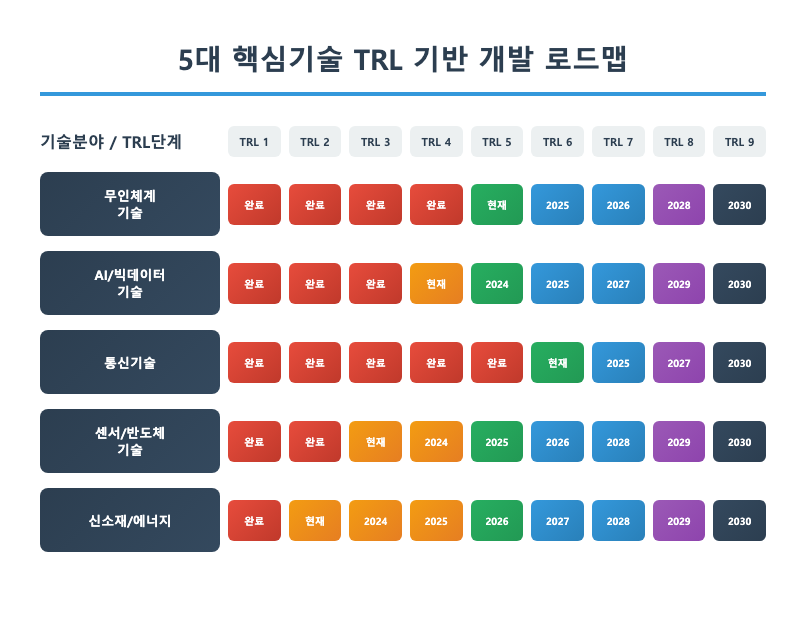 5대 핵심기술 TRL 기반 개발 로드맵
기술분야 / TRL단계 TRL 1 TRL 2 TRL 3 TRL 4 TRL 5 TRL 6 TRL 7 TRL 8 TRL 9
무인체계
기술
완료 완료 완료 완료 현재 2025 2026 2028 2030
AI/빅데이터
기술
완료 완료 완료 현재 2024 2025 2027 2029 2030
통신기술 완료 완료 완료 완료 완료 현재 2025 2027 2030
센서/반도체
기술
완료 완료 현재 2024 2025 2026 2028 2029 2030
신소재/에너지 완료 현재 2024 2025 2026 2027 2028 2029 2030